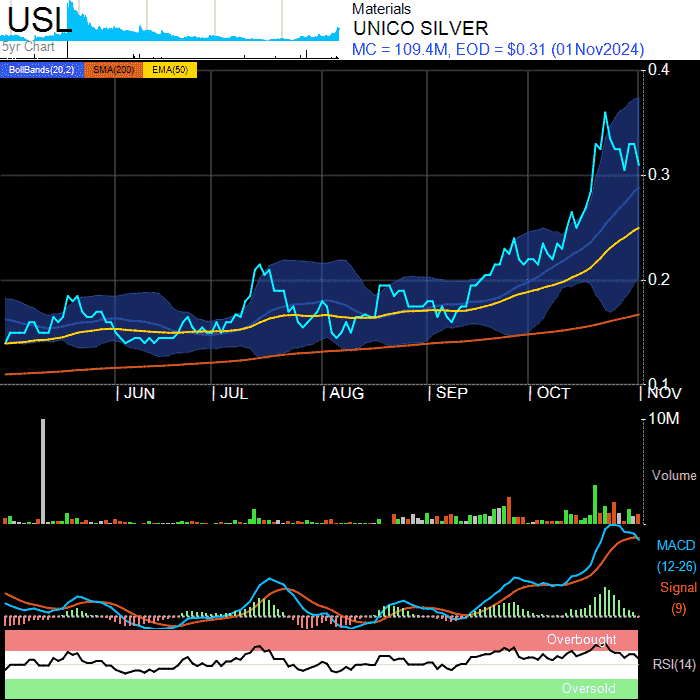 USL
5yr Chart
Materials
UNICO SILVER
MC = 109.4M, EOD = $0.31 (01Nov2024)
BollBands(20,2) SMA(200) EMA(50)
0.4
0.3
0.2
0.1
JUN JUL AUG SEP OCT NOV
10M
Volume
MACD
(12-26)
Signal
(9)
Overbought
RSI(14)
Oversold